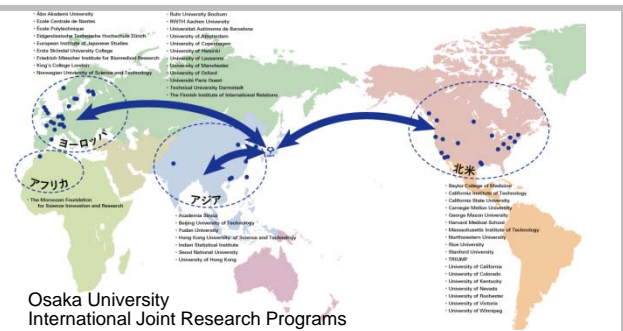 ・Åbo Akademi University
・Ecole Centrale de Nantes
・École Polytechnique
・Eidgenössische Technische Hochschule Zürich
・European Institute of Japanese Studies
・Ersta Sköndal University College
・Friedrich Miescher Institute for Biomedical Research
・King's College London
・Norwegian University of Science and Technology
・Ruhr University Bochum
・RWTH Aachen University
・Universitat Autònoma de Barcelona
・University of Amsterdam
・University of Copenhagen
・University of Helsinki
・University of Lausanne
・University of Manchester
・University of Oxford
・Université Paris Ouest
・Technical University Darmstadt
・The Finnish Institute of International Relations
ヨーロッパ
アフリカ
・The Moroccan Foundation
for Science Innovation and Research
アジア
・Academia Sinica
・Beijing University of Technology
・Fudan University
・Hong Kong University of Science and Technology
・Indian Statistical Institute
・Seoul National University
・University of Hong Kong
北米
・Baylor College of Medicine
・California Institute of Technology
・California State University
・Carnegie Mellon University
・George Mason University
・Harvard Medical School
・Massachusetts Institute of Technology
・Northwestern University
・Rice University
・Stanford University
・TRIUMF
・University of California
・University of Colorado
・University of Kentucky
・University of Nevada
・University of Rochester
・University of Victoria
・University of Winnipeg
Osaka University
International Joint Research Programs